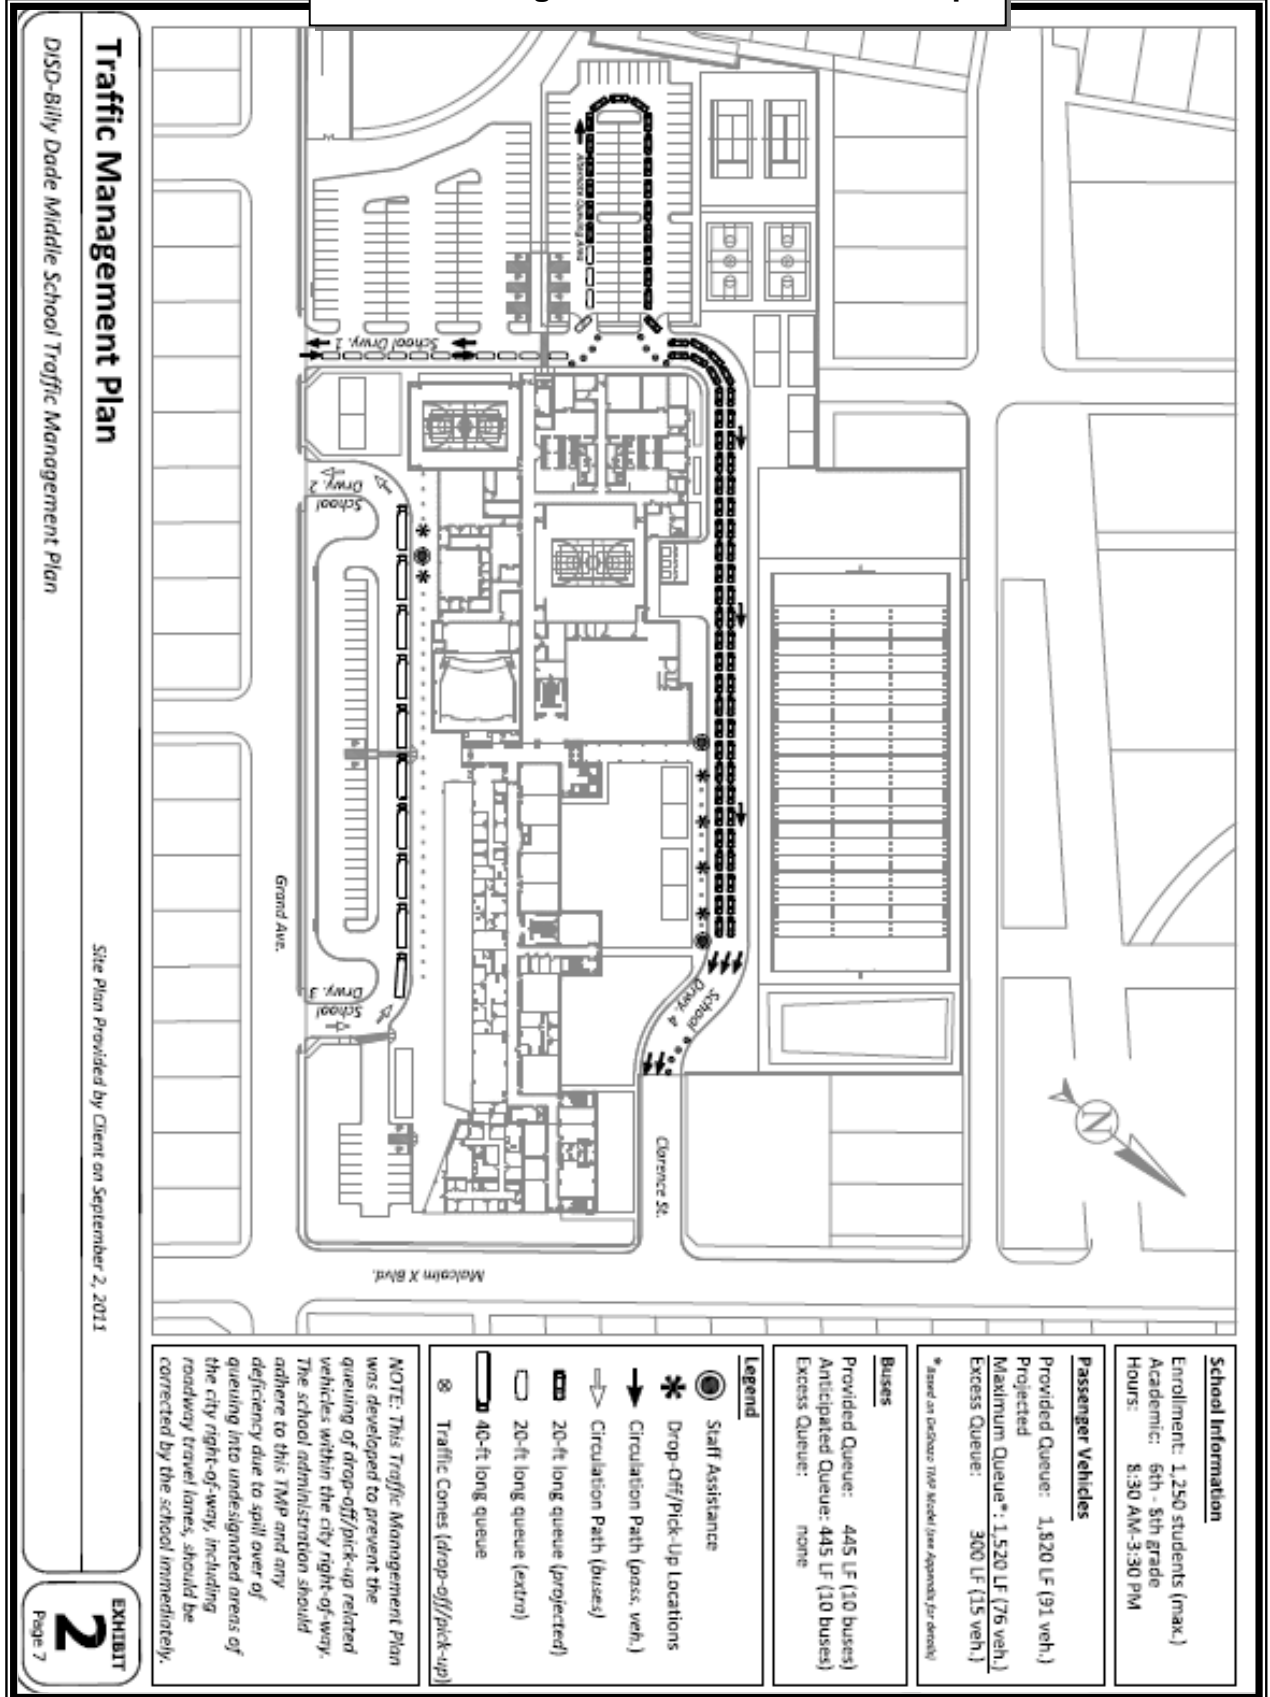 Traffic Management Plan
DISD-Billy Dade Middle School Traffic Management Plan
Site Plan Provided by Client on September 2, 2011
EXHIBIT
2
Page 7
School Information
Enrollment: 1,250 students (max.)
Academic: 6th - 8th grade
Hours: 8:30 AM-3:30 PM
Passenger Vehicles
Provided Queue: 1,820 LF (91 veh.)
Projected
Maximum Queue*: 1,520 LF (76 veh.)
Excess Queue: 300 LF (15 veh.)
* Based on DeShazo TMP Model (see Appendix for details)
Buses
Provided Queue: 445 LF (10 buses)
Anticipated Queue: 445 LF (10 buses)
Excess Queue: none
Legend
Staff Assistance
Drop-Off/Pick-Up Locations
Circulation Path (pass. veh.)
Circulation Path (buses)
20-ft long queue (projected)
20-ft long queue (extra)
40-ft long queue
Traffic Cones (drop-off/pick-up)
NOTE: This Traffic Management Plan
was developed to prevent the
queuing of drop-off/pick-up related
vehicles within the city right-of-way.
The school administration should
adhere to this TMP and any
deficiency due to spill over of
queuing into undesignated areas of
the city right-of-way, including
roadway travel lanes, should be
corrected by the school immediately.
School Drwy. 1
School
Drwy. 2
School
Drwy. 3
School
Drwy. 4
Grand Ave.
Clarence St.
Malcolm X Blvd.
N